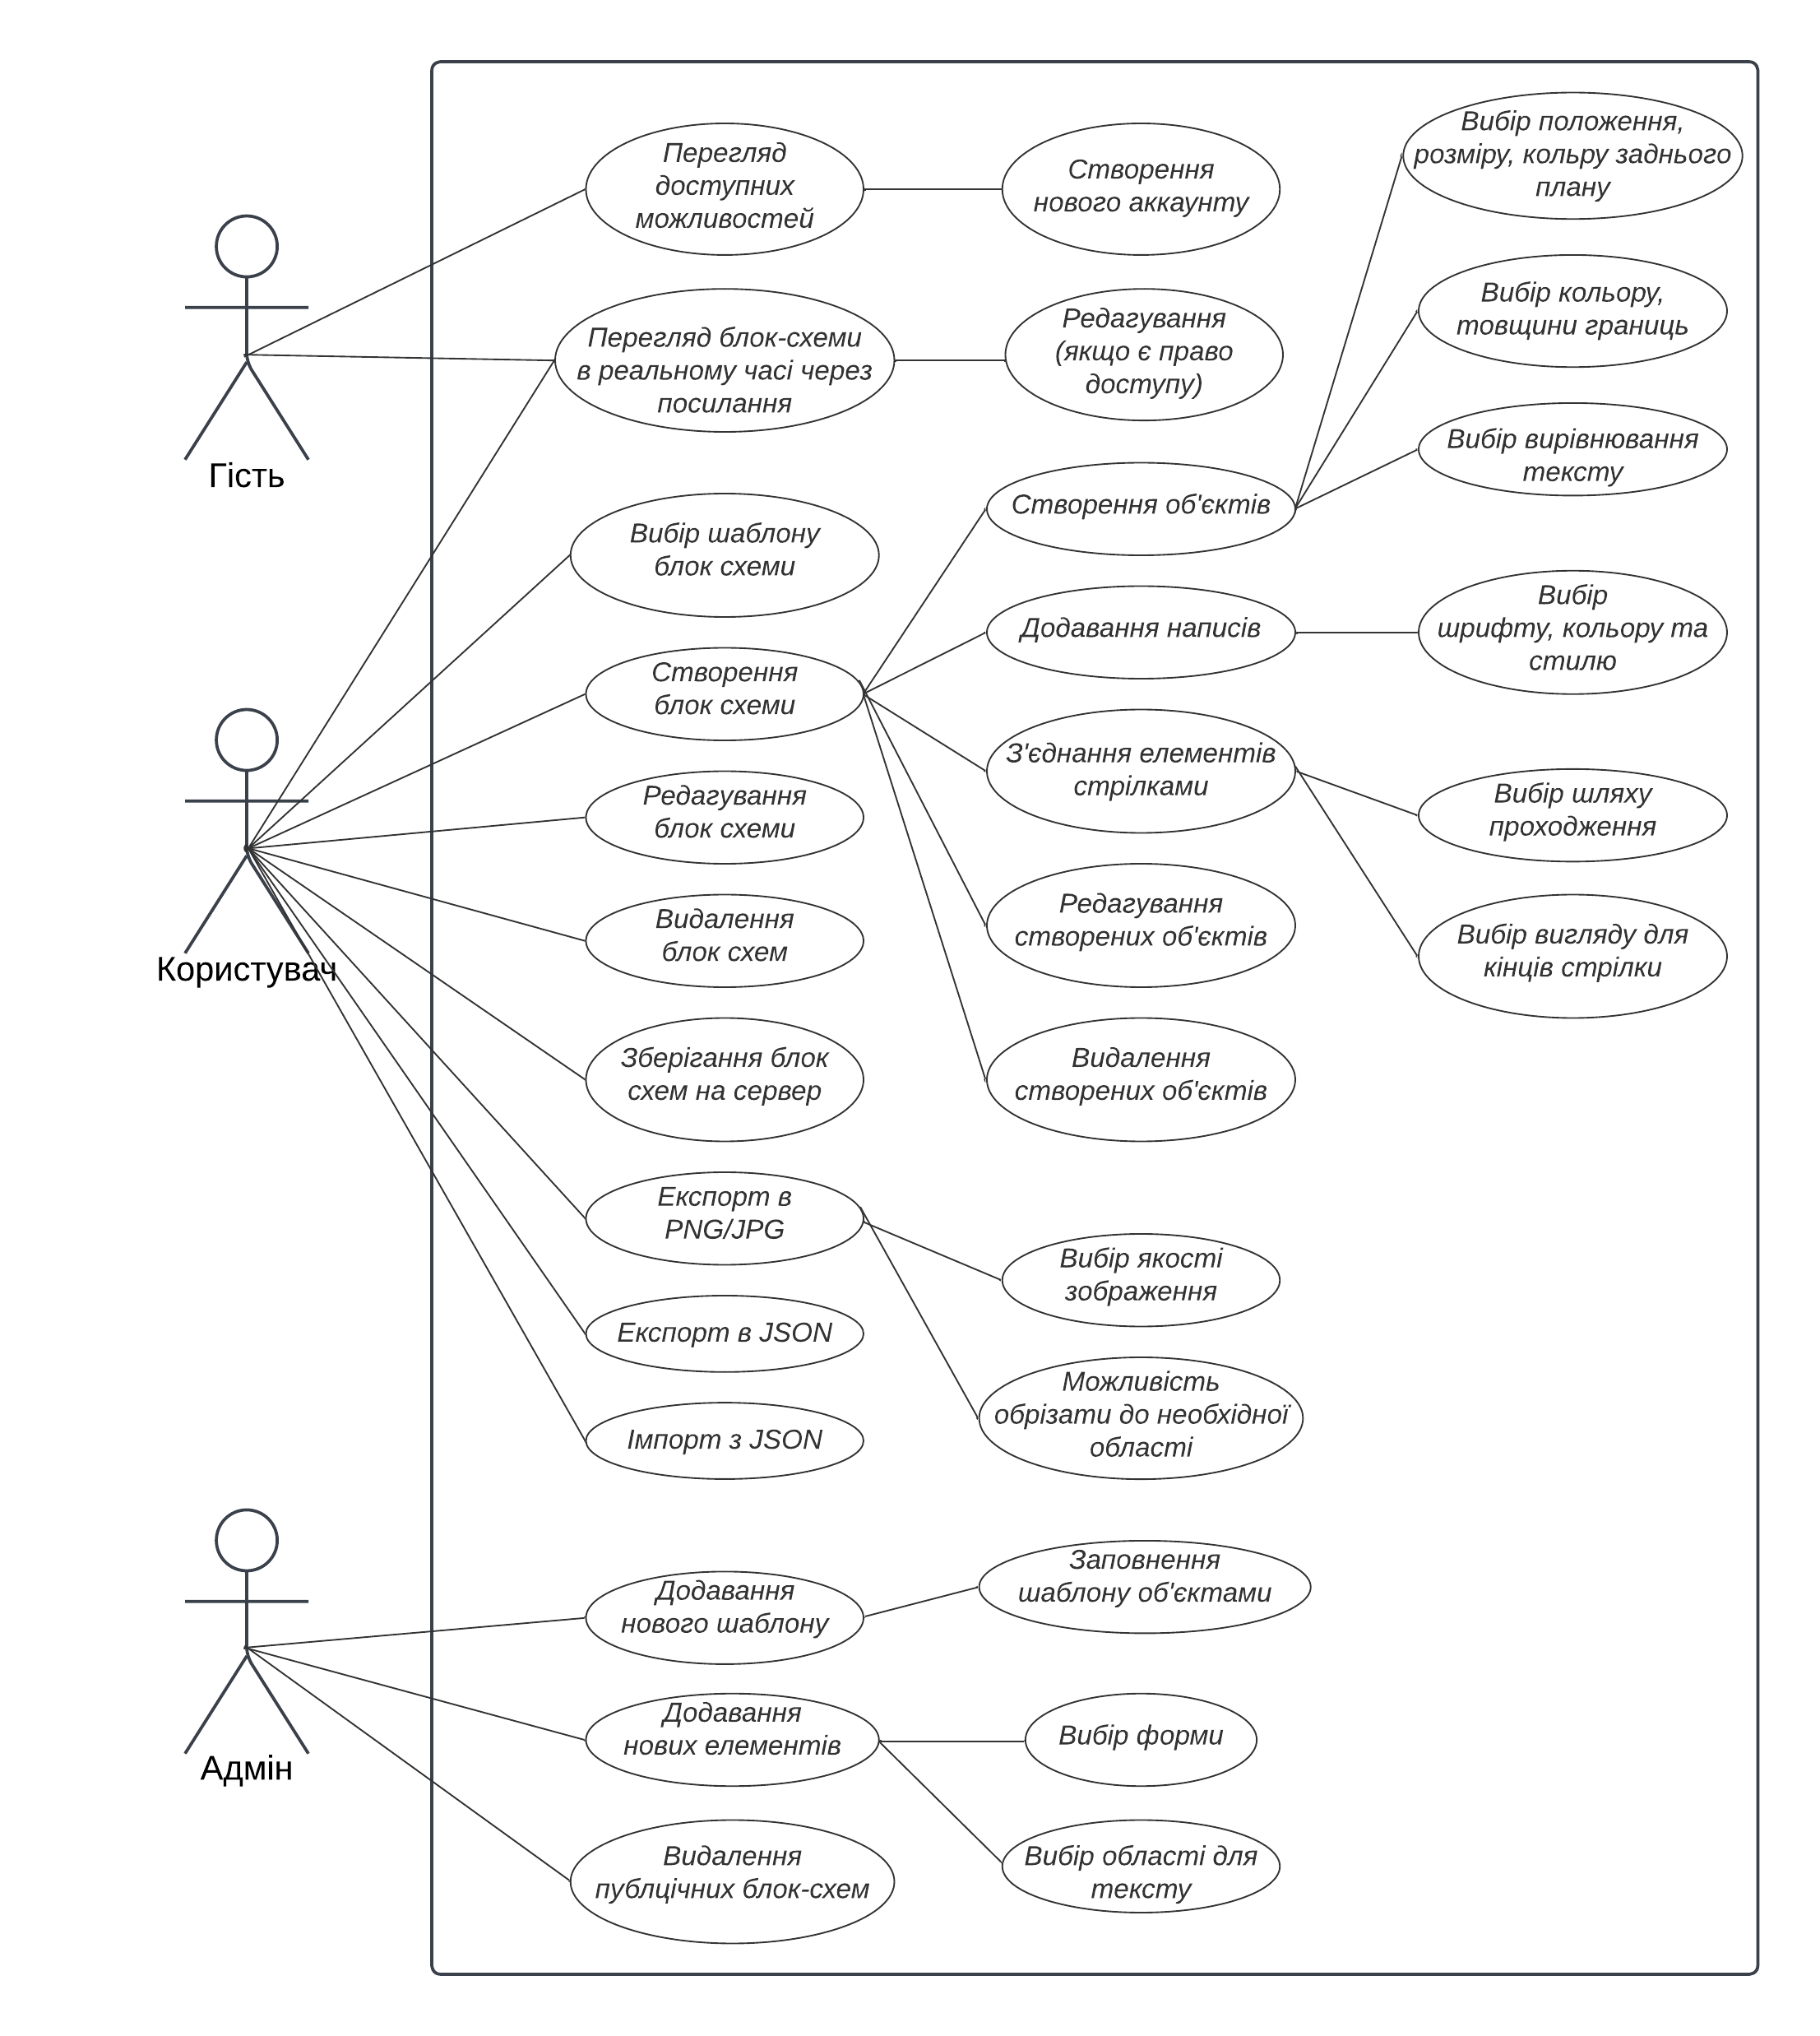 Перегляд
доступних
можливостей
Створення
нового аккаунту
Вибір положення,
розміру, кольру заднього
плану
Гість
Перегляд блок-схеми
в реальному часі через
посилання
Редагування
(якщо є право
доступу)
Вибір кольору,
товщини границь
Вибір вирівнювання
тексту
Вибір шаблону
блок схеми
Створення об'єктів
Додавання написів
Вибір
шрифту, кольору та
стилю
Створення
блок схеми
З'єднання елементів
стрілками
Вибір шляху
проходження
Вибір вигляду для
кінців стрілки
Користувач
Редагування
блок схеми
Редагування
створених об'єктів
Видалення
блок схем
Видалення
створених об'єктів
Зберігання блок
схем на сервер
Експорт в
PNG/JPG
Вибір якості
зображення
Можливість
обрізати до необхідної
області
Експорт в JSON
Імпорт з JSON
Адмін
Додавання
нового шаблону
Заповнення
шаблону об'єктами
Додавання
нових елементів
Вибір форми
Вибір області для
тексту
Видалення
публцічних блок-схем